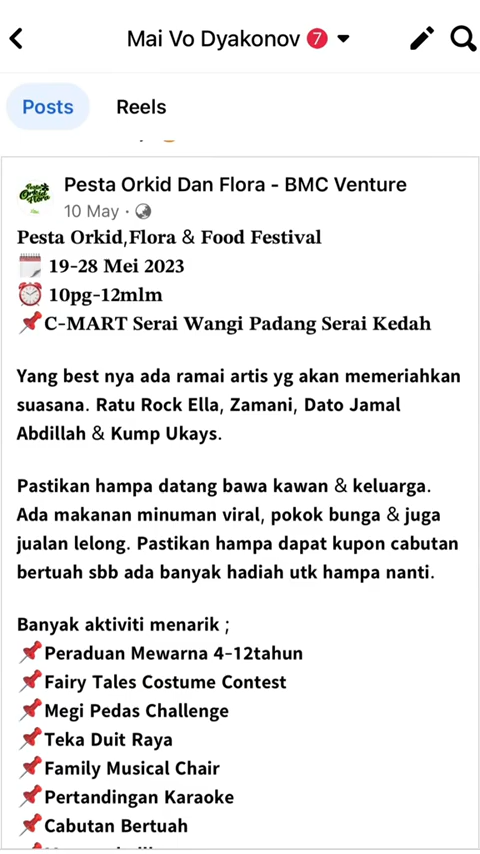 Mai Vo Dyakonov 7
Posts Reels
Pesta Orkid Flora
Pesta Orkid Dan Flora - BMC Venture
10 May ·
Pesta Orkid,Flora & Food Festival
19-28 Mei 2023
10pg-12mlm
C-MART Serai Wangi Padang Serai Kedah
Yang best nya ada ramai artis yg akan memeriahkan
suasana. Ratu Rock Ella, Zamani, Dato Jamal
Abdillah & Kump Ukays.
Pastikan hampa datang bawa kawan & keluarga.
Ada makanan minuman viral, pokok bunga & juga
jualan lelong. Pastikan hampa dapat kupon cabutan
bertuah sbb ada banyak hadiah utk hampa nanti.
Banyak aktiviti menarik ;
Peraduan Mewarna 4-12tahun
Fairy Tales Costume Contest
Megi Pedas Challenge
Teka Duit Raya
Family Musical Chair
Pertandingan Karaoke
Cabutan Bertuah